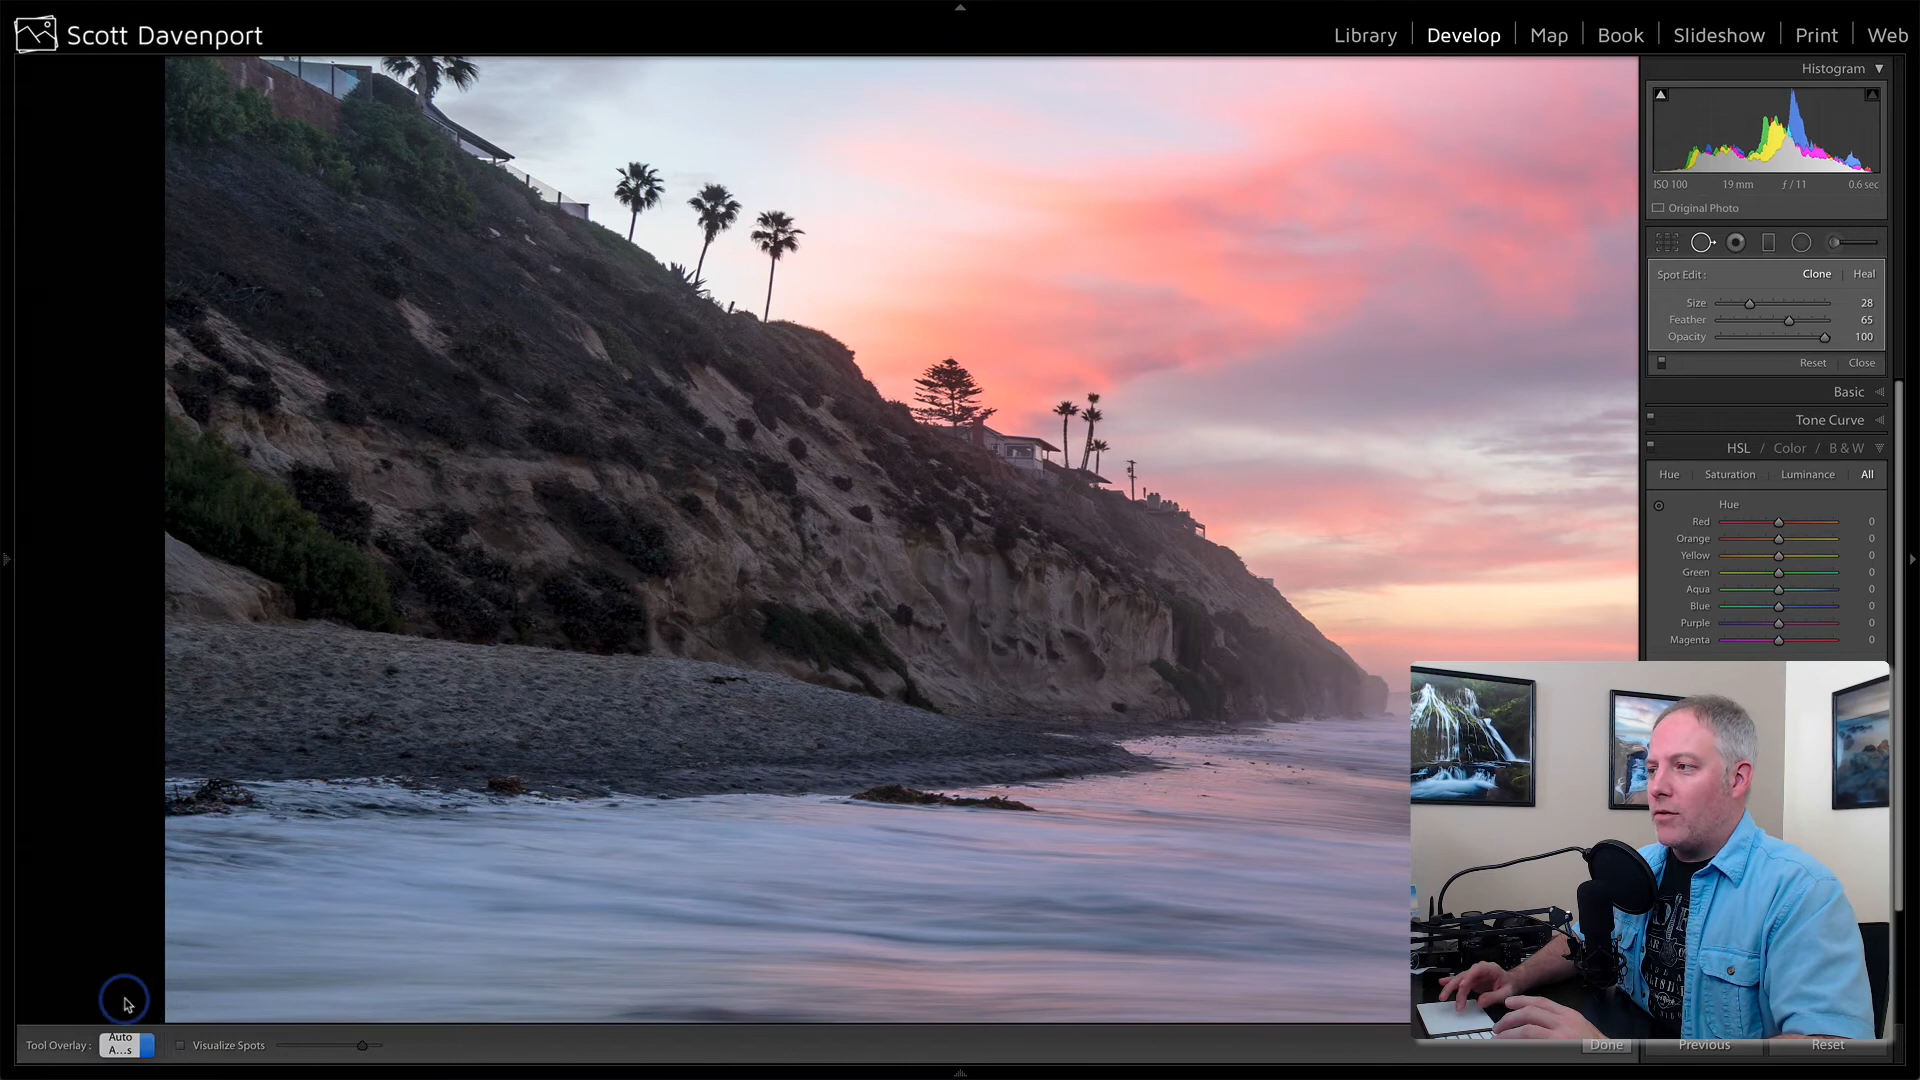 Scott Davenport
Library | Develop | Map | Book | Slideshow | Print | Web
Histogram
ISO 100 19 mm ƒ / 11 0.6 sec
Original Photo
Spot Edit : Clone | Heal
Size 28
Feather 65
Opacity 100
Reset Close
Basic
Tone Curve
HSL / Color / B & W
Hue Saturation Luminance All
Hue
Red 0
Orange 0
Yellow 0
Green 0
Aqua 0
Blue 0
Purple 0
Magenta 0
Tool Overlay : Auto A...s Visualize Spots Done Previous Reset